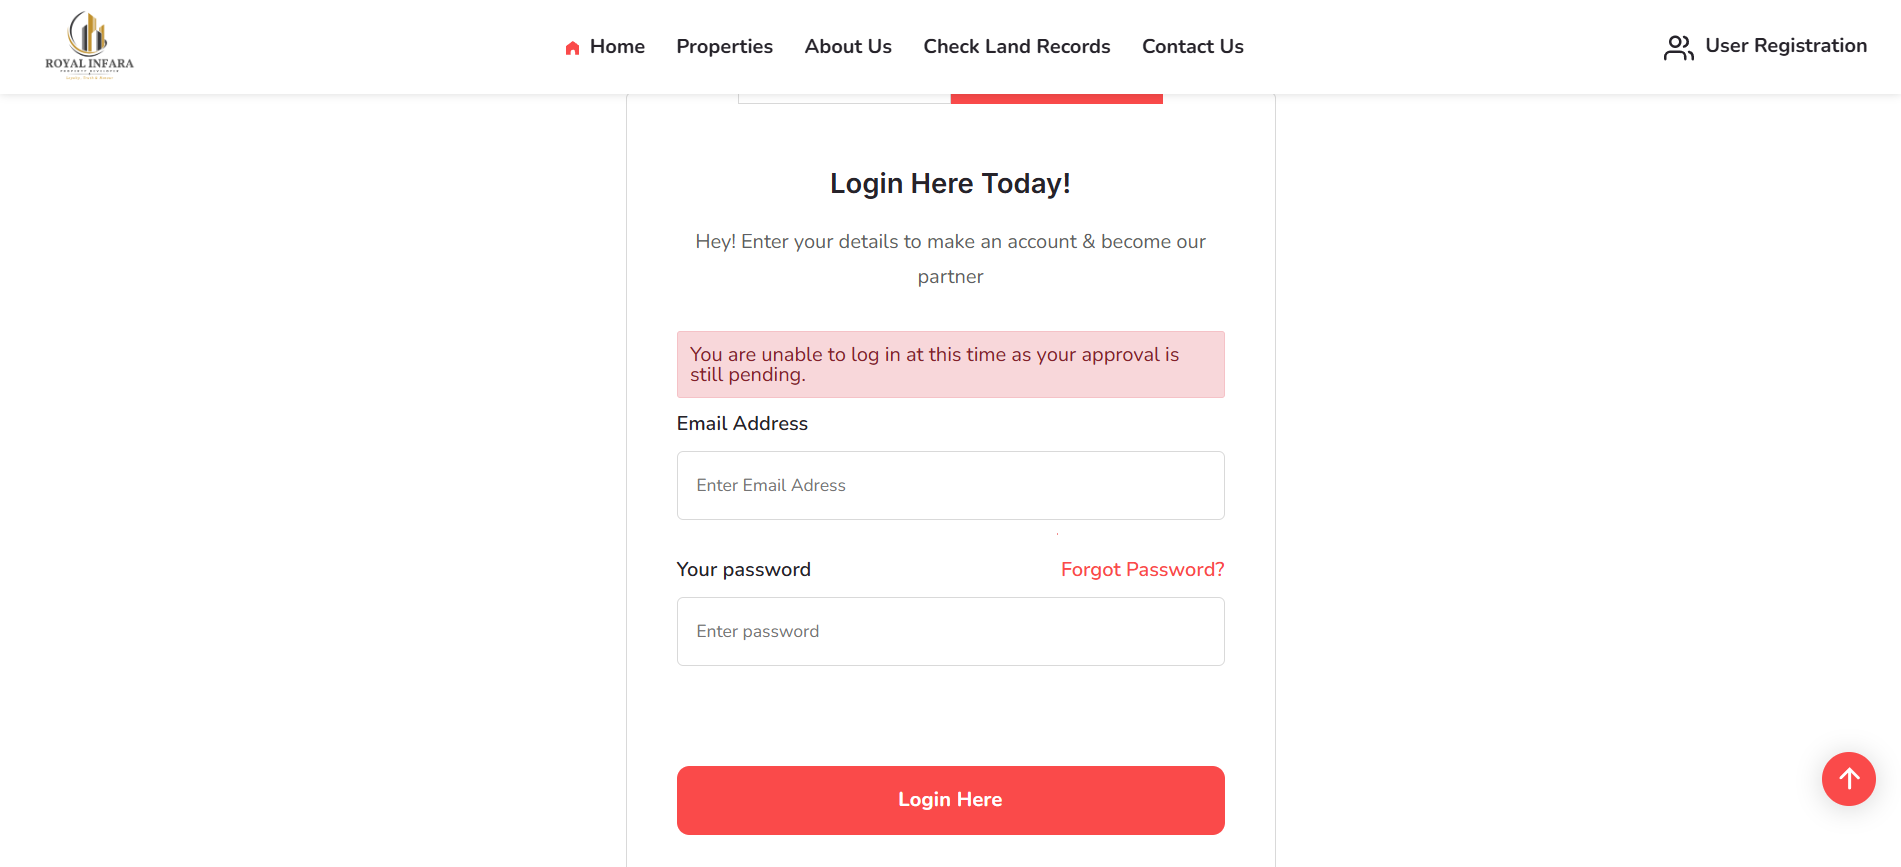 ROYAL INFARA
Home
Properties
About Us
Check Land Records
Contact Us
User Registration
Login Here Today!
Hey! Enter your details to make an account & become our
partner
You are unable to log in at this time as your approval is
still pending.
Email Address
Enter Email Adress
Your password
Forgot Password?
Enter password
Login Here